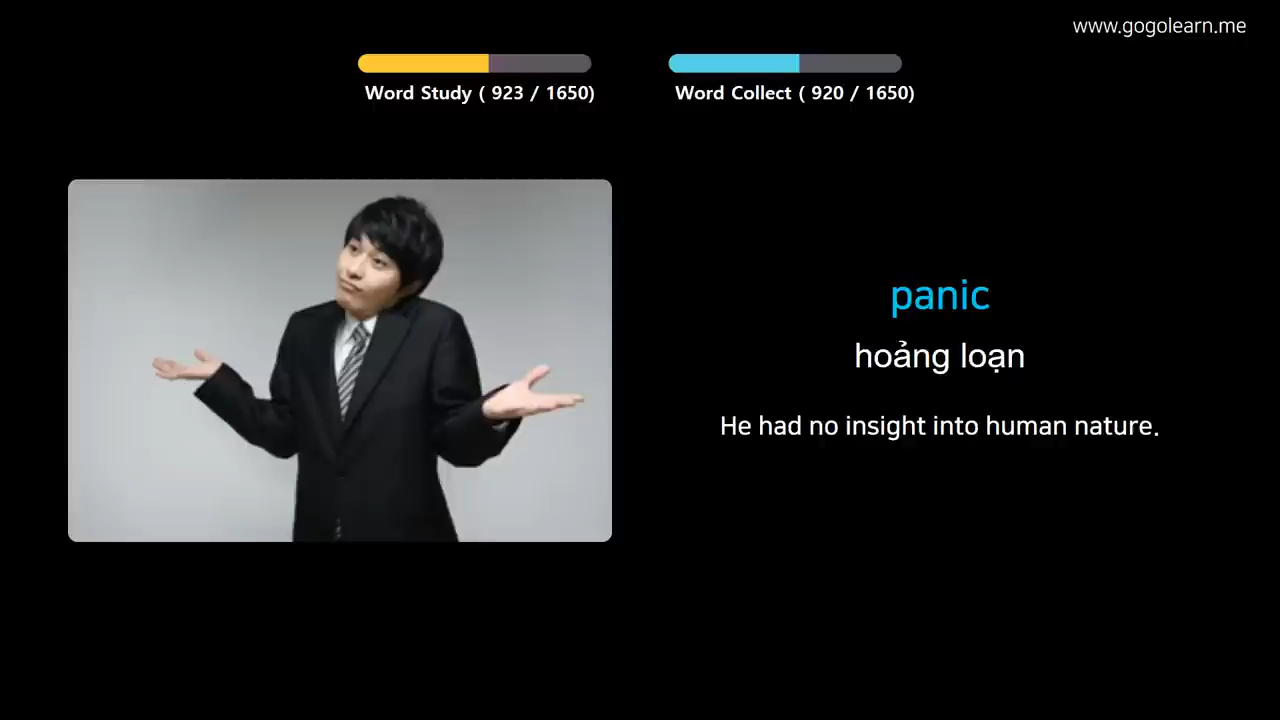 www.gogolearn.me
Word Study ( 923 / 1650)
Word Collect ( 920 / 1650)
panic
hoảng loạn
He had no insight into human nature.